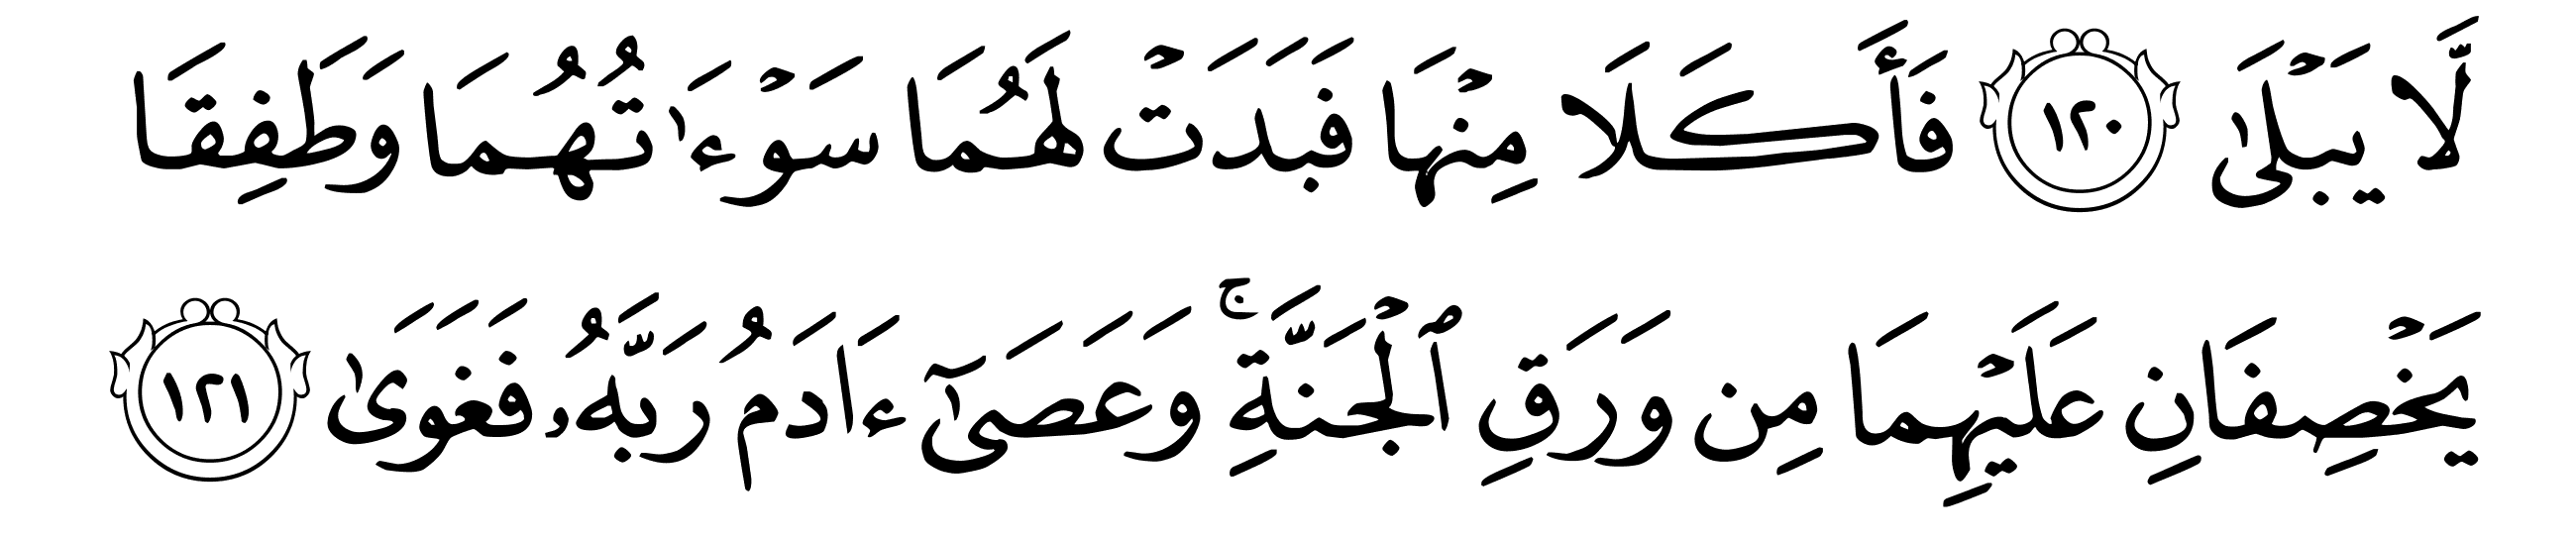 لَّا يَبْلَىٰ ١٢٠ فَأَكَلَا مِنْهَا فَبَدَتْ لَهُمَا سَوْءَٰتُهُمَا وَطَفِقَا
يَخْصِفَانِ عَلَيْهِمَا مِن وَرَقِ ٱلْجَنَّةِ ۚ وَعَصَىٰٓ ءَادَمُ رَبَّهُۥ فَغَوَىٰ ١٢١